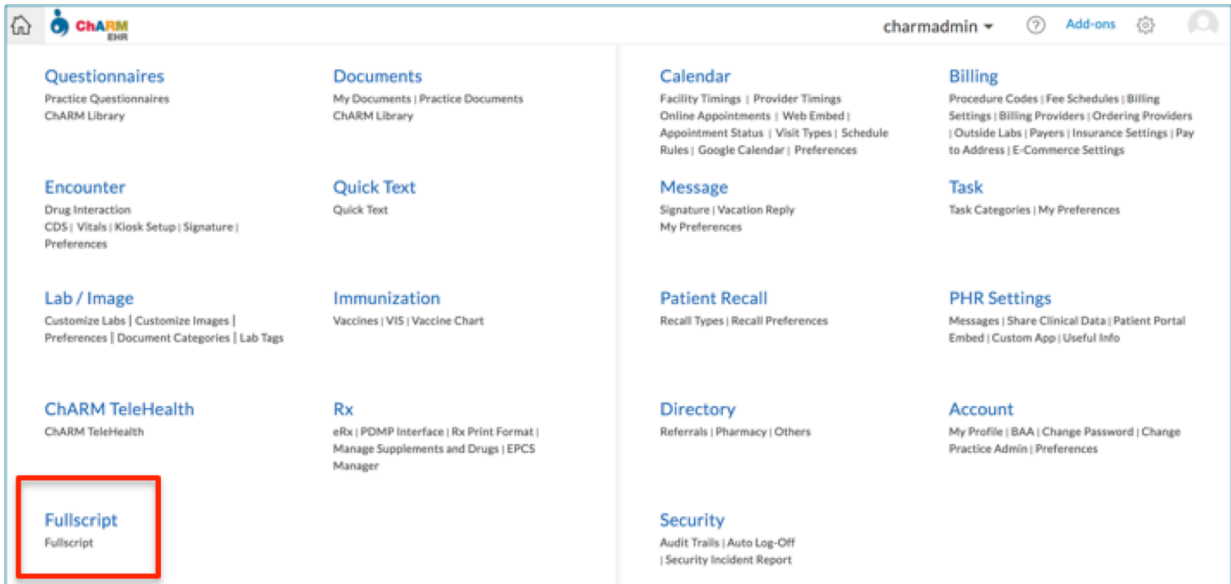 ChARM
EHR
charmadmin
?
Add-ons
Questionnaires
Practice Questionnaires
ChARM Library
Documents
My Documents | Practice Documents
ChARM Library
Calendar
Facility Timings | Provider Timings
Online Appointments | Web Embed |
Appointment Status | Visit Types | Schedule
Rules | Google Calendar | Preferences
Billing
Procedure Codes | Fee Schedules | Billing
Settings | Billing Providers | Ordering Providers
| Outside Labs | Payers | Insurance Settings | Pay
to Address | E-Commerce Settings
Encounter
Drug Interaction
CDS | Vitals | Kiosk Setup | Signature |
Preferences
Quick Text
Quick Text
Message
Signature | Vacation Reply
My Preferences
Task
Task Categories | My Preferences
Lab / Image
Customize Labs | Customize Images |
Preferences | Document Categories | Lab Tags
Immunization
Vaccines | VIS | Vaccine Chart
Patient Recall
Recall Types | Recall Preferences
PHR Settings
Messages | Share Clinical Data | Patient Portal
Embed | Custom App | Useful Info
ChARM TeleHealth
ChARM TeleHealth
Rx
eRx | PDMP Interface | Rx Print Format |
Manage Supplements and Drugs | EPCS
Manager
Directory
Referrals | Pharmacy | Others
Account
My Profile | BAA | Change Password | Change
Practice Admin | Preferences
Fullscript
Fullscript
Security
Audit Trails | Auto Log-Off
| Security Incident Report